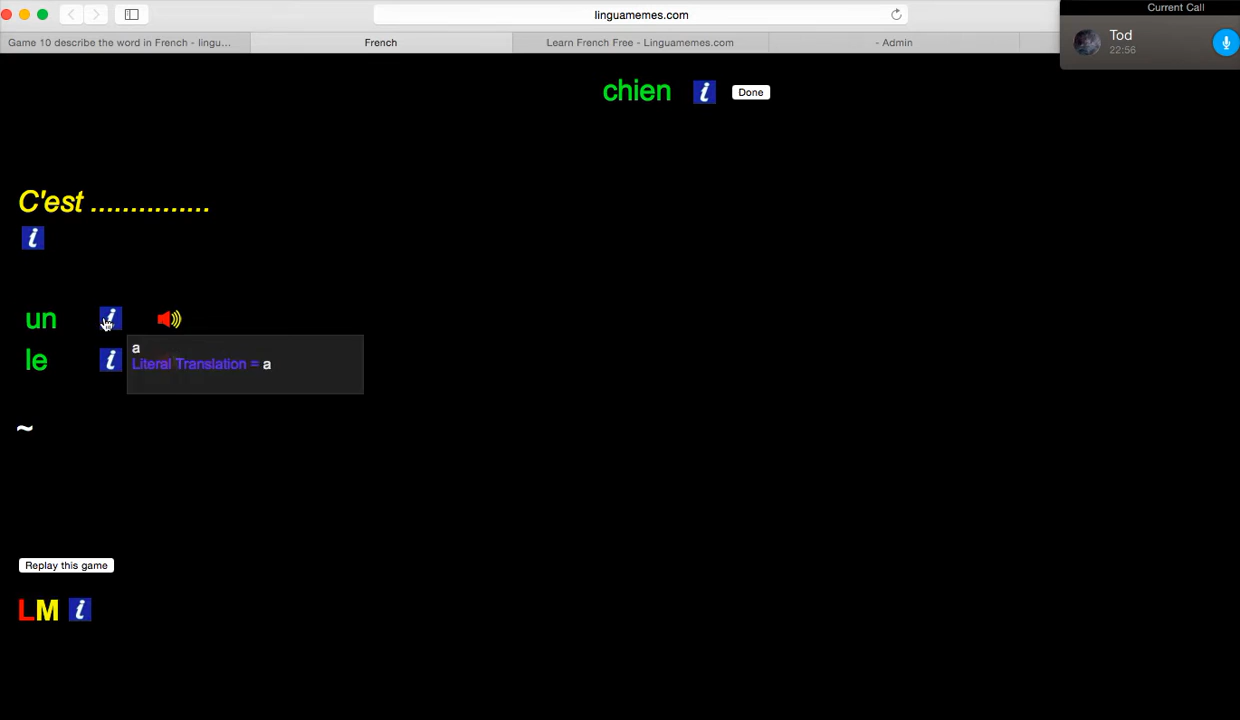 linguamemes.com
Current Call
Game 10 describe the word in French - lingu...
French
Learn French Free - Linguamemes.com
- Admin
Tod
22:56
chien i Done
C'est ...............
i
un i
a
le i
Literal Translation = a
~
Replay this game
LM i